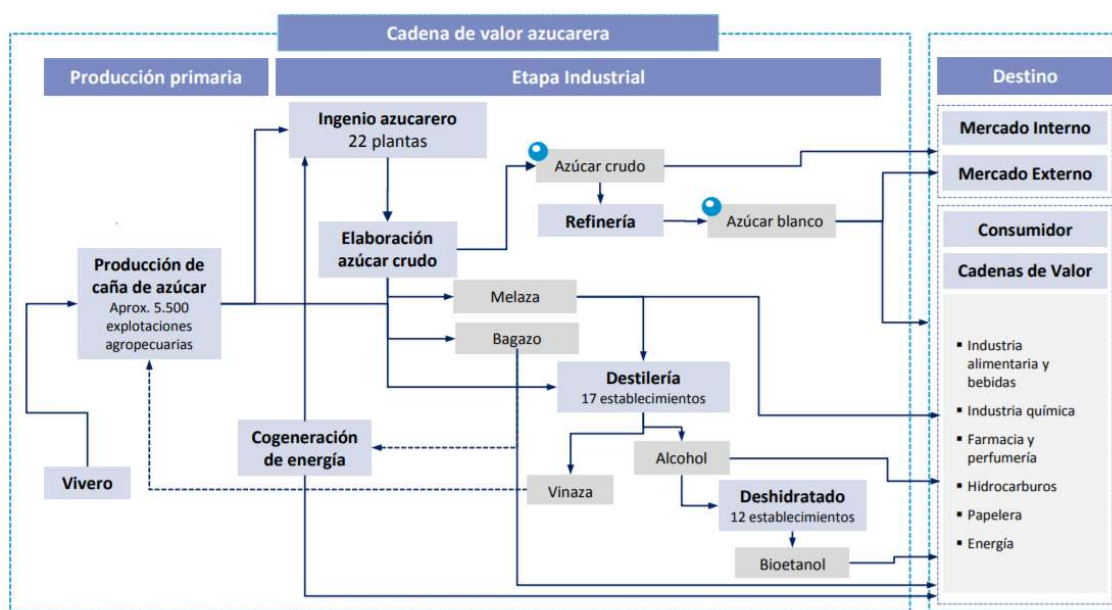 Cadena de valor azucarera
Producción primaria
Etapa Industrial
Destino
Ingenio azucarero
22 plantas
Azúcar crudo
Refinería
Azúcar blanco
Elaboración
azúcar crudo
Producción de
caña de azúcar
Aprox. 5.500
explotaciones
agropecuarias
Melaza
Bagazo
Destilería
17 establecimientos
Cogeneración
de energía
Vivero
Vinaza
Alcohol
Deshidratado
12 establecimientos
Bioetanol
Mercado Interno
Mercado Externo
Consumidor
Cadenas de Valor
▪ Industria
alimentaria y
bebidas
▪ Industria química
▪ Farmacia y
perfumería
▪ Hidrocarburos
▪ Papelera
▪ Energía